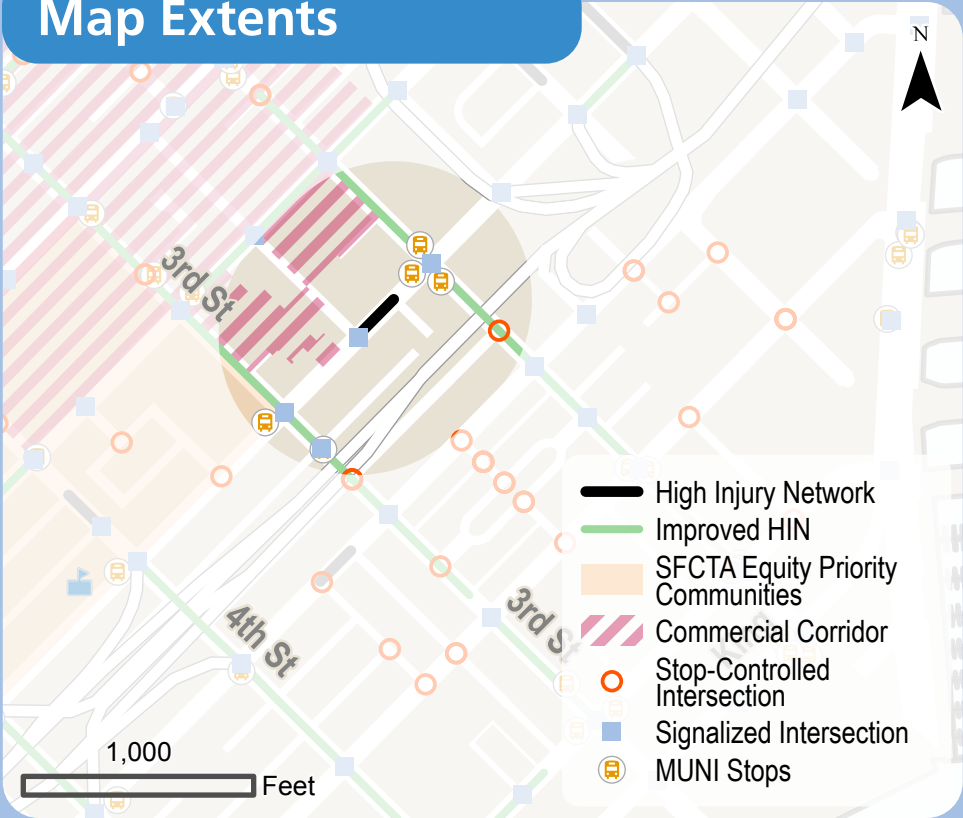 Map Extents
N
3rd St
4th St
3rd St
King
High Injury Network
Improved HIN
SFCTA Equity Priority
Communities
Commercial Corridor
Stop-Controlled
Intersection
Signalized Intersection
MUNI Stops
1,000
Feet